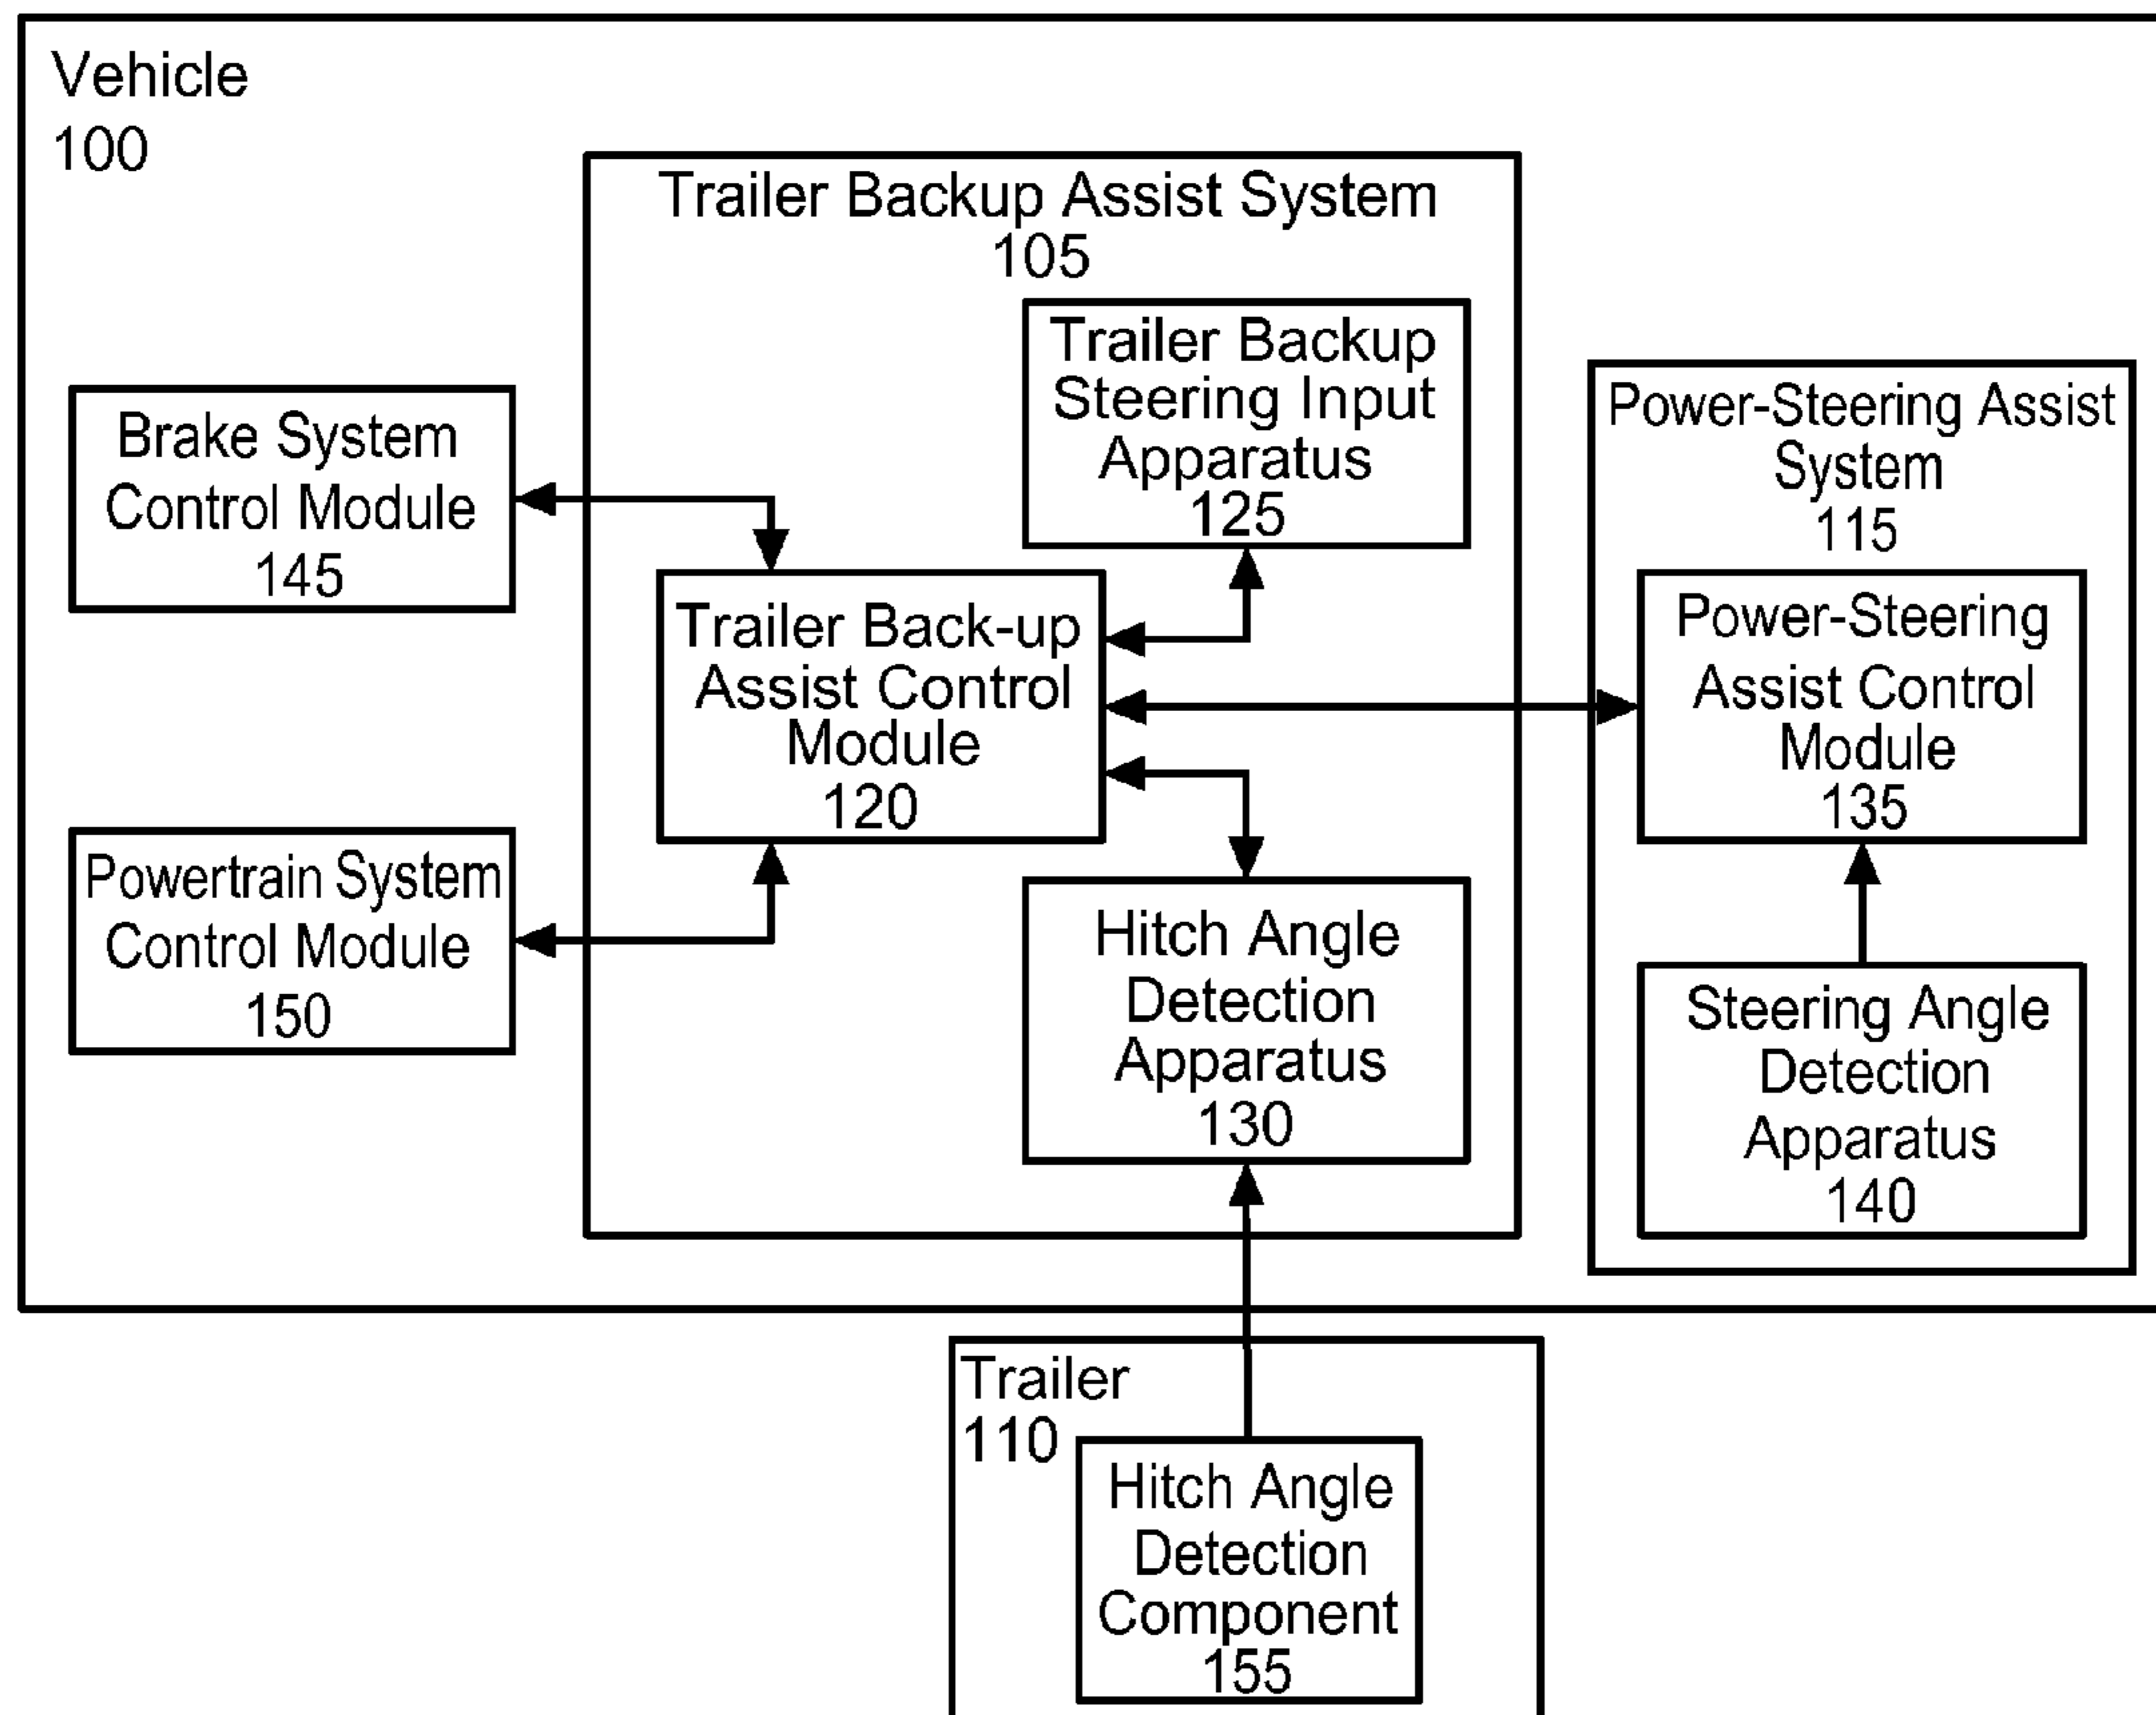 Vehicle
100
Trailer Backup Assist System
105
Trailer Backup
Steering Input
Apparatus
125
Brake System
Control Module
145
Trailer Back-up
Assist Control
Module
120
Powertrain System
Control Module
150
Hitch Angle
Detection
Apparatus
130
Power-Steering Assist
System
115
Power-Steering
Assist Control
Module
135
Steering Angle
Detection
Apparatus
140
Trailer
110
Hitch Angle
Detection
Component
155